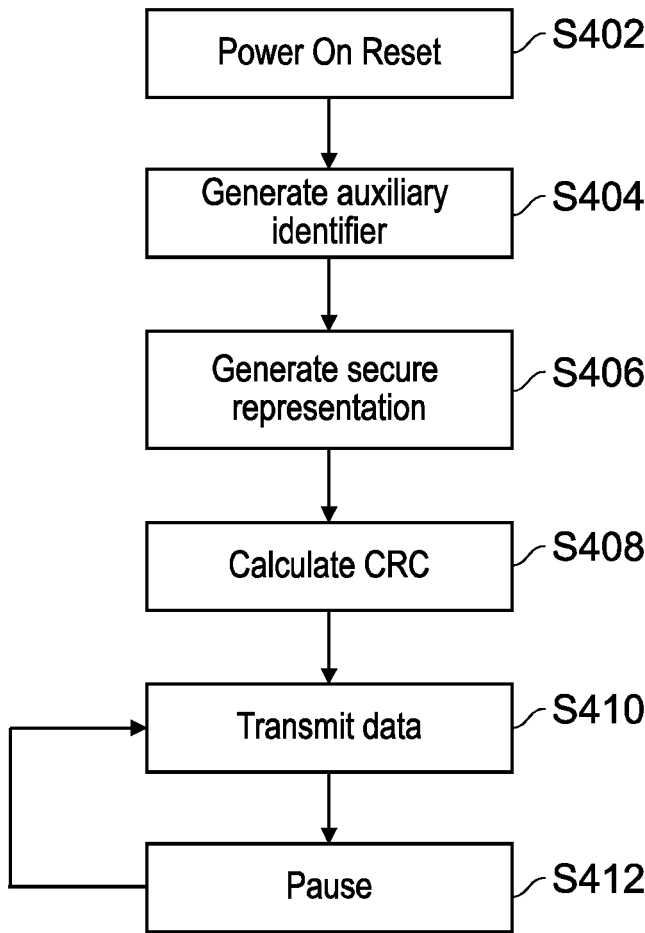 Power On Reset
S402
Generate auxiliary
identifier
S404
Generate secure
representation
S406
Calculate CRC
S408
Transmit data
S410
Pause
S412